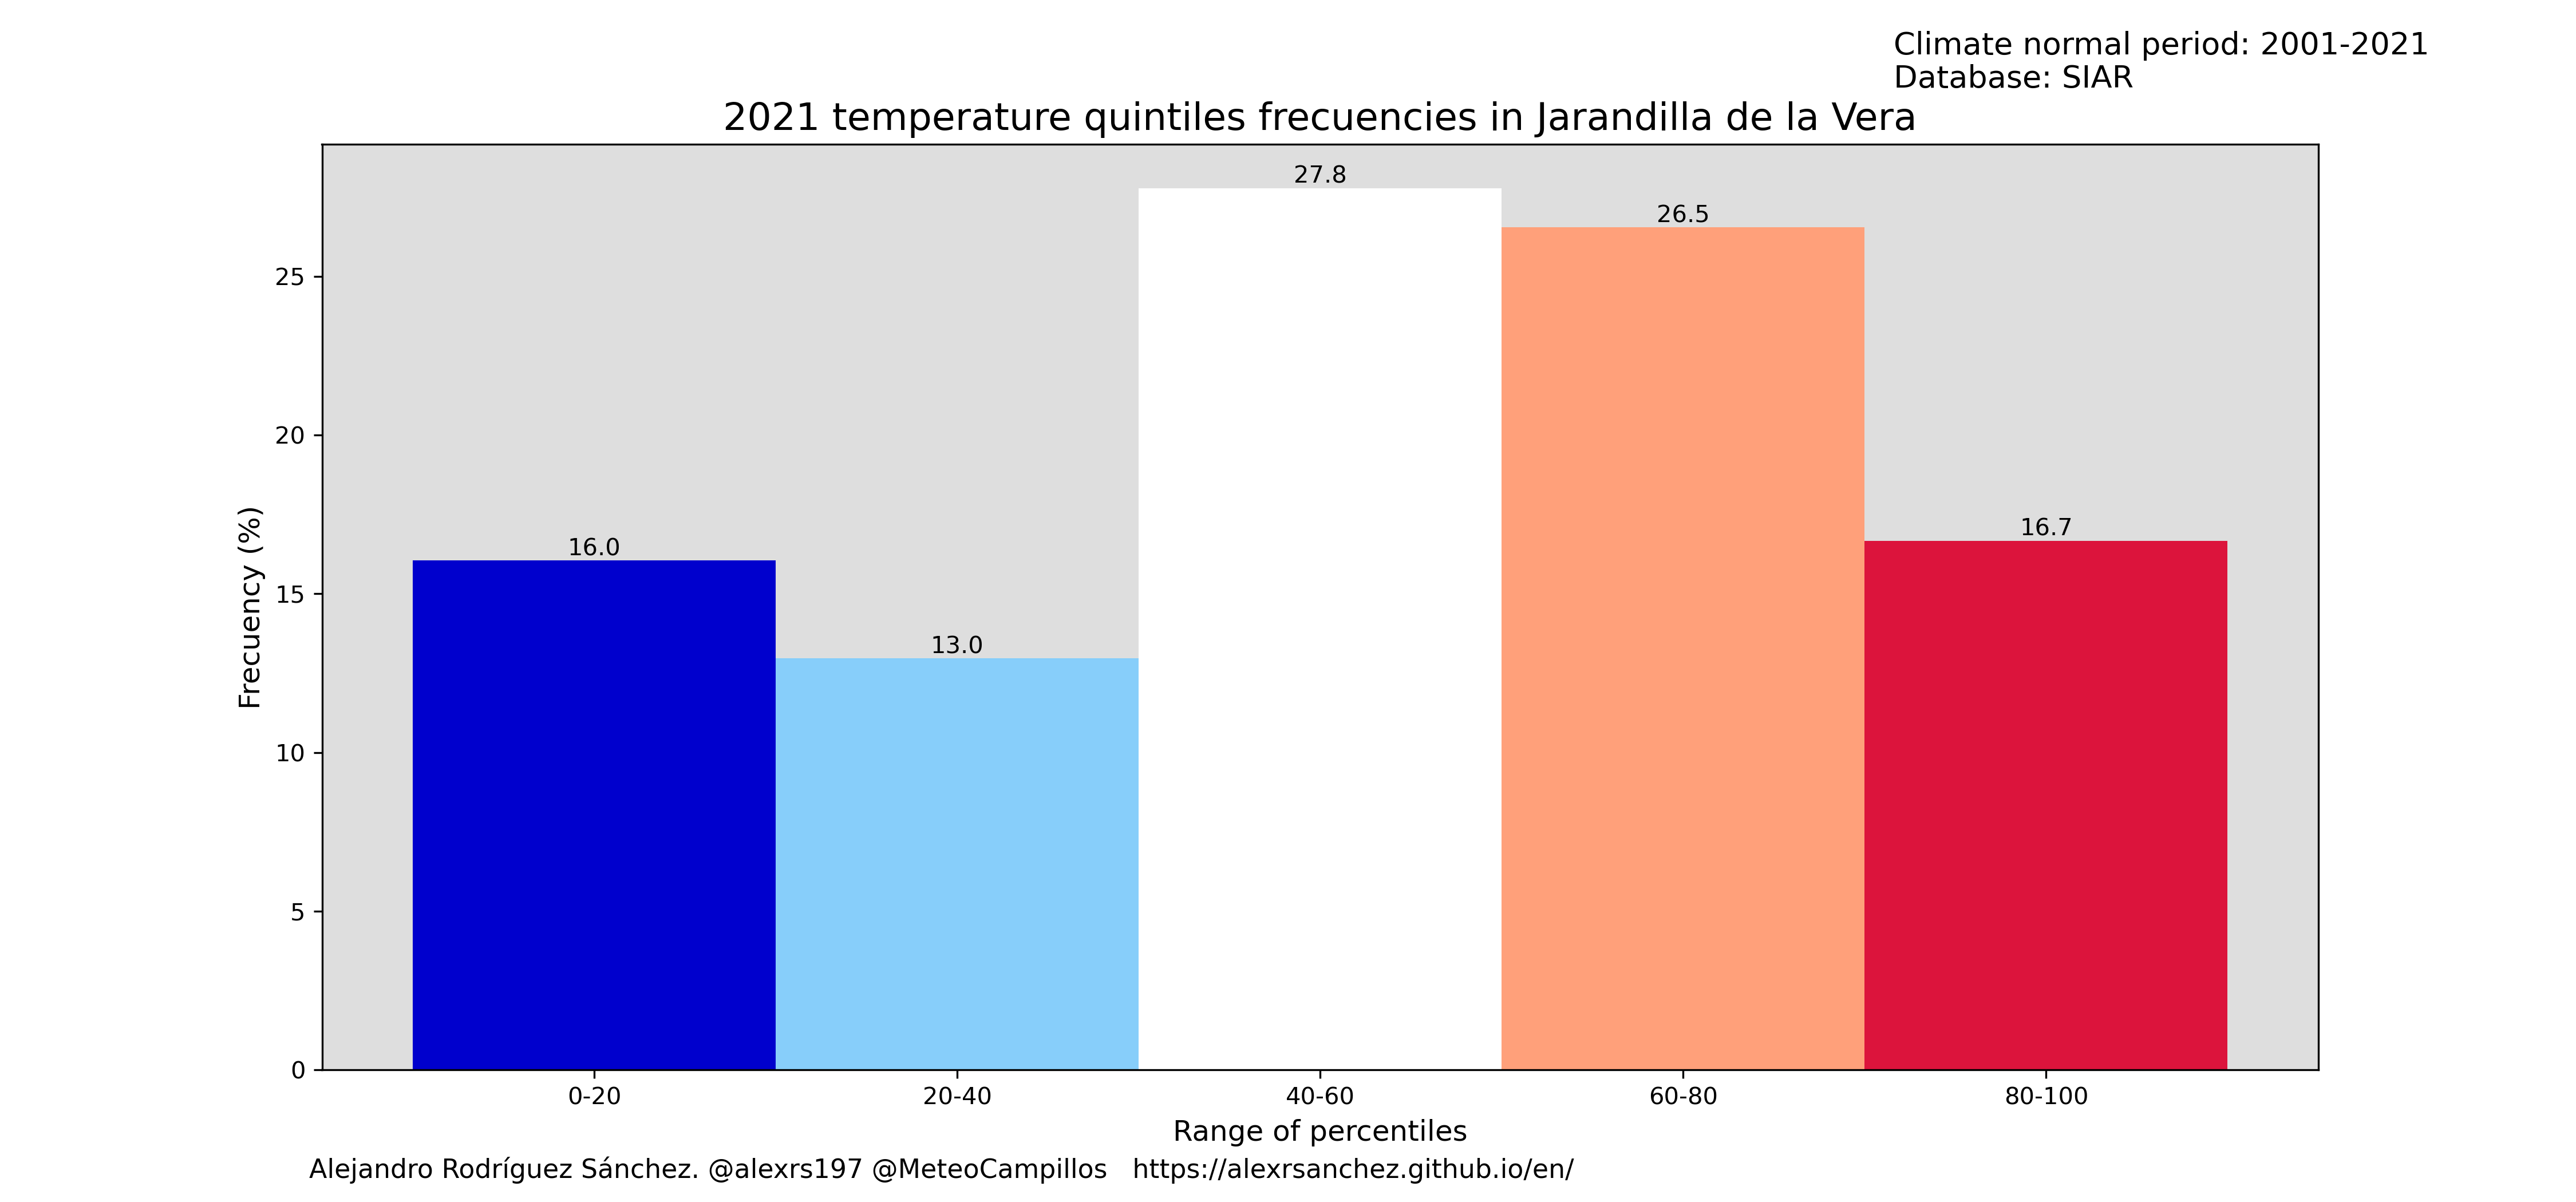 Climate normal period: 2001-2021
Database: SIAR
2021 temperature quintiles frecuencies in Jarandilla de la Vera
27.8
26.5
25
20
16.7
16.0
15
13.0
Frecuency (%)
10
5
0
0-20 20-40 40-60 60-80 80-100
Range of percentiles
Alejandro Rodríguez Sánchez. @alexrs197 @MeteoCampillos https://alexrsanchez.github.io/en/